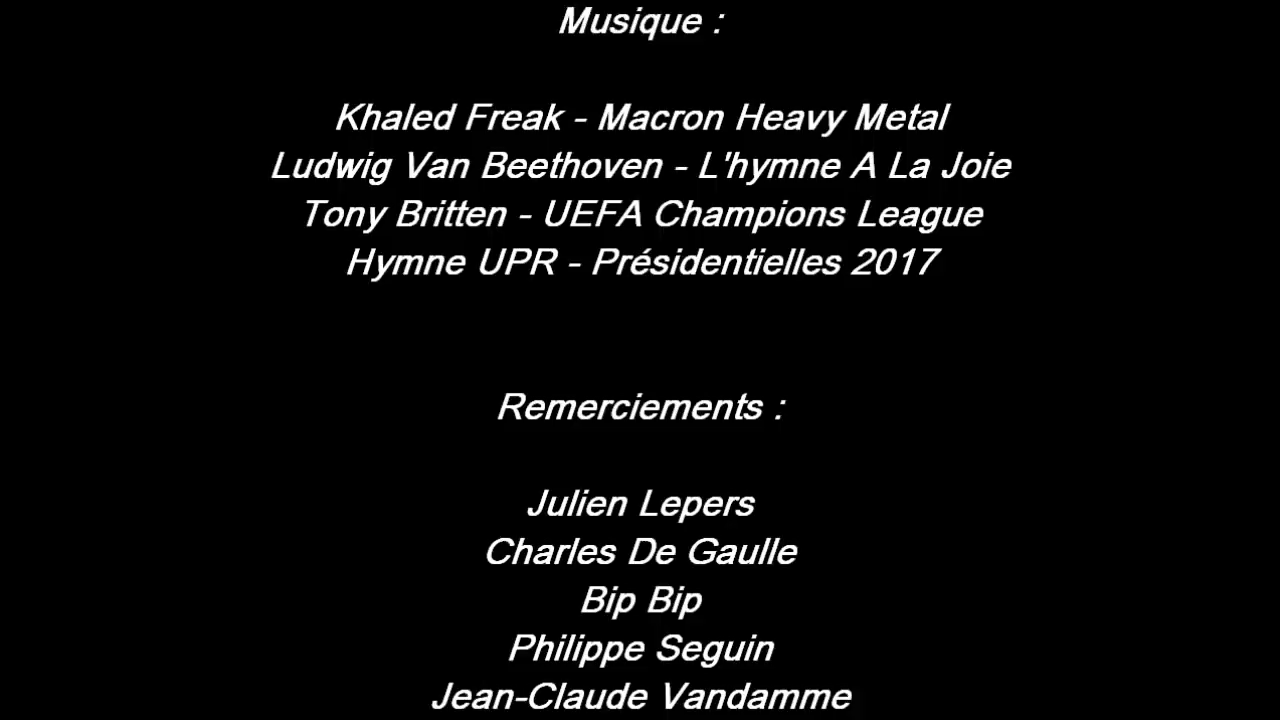 Musique :
Khaled Freak - Macron Heavy Metal
Ludwig Van Beethoven - L'hymne A La Joie
Tony Britten - UEFA Champions League
Hymne UPR - Présidentielles 2017
Remerciements :
Julien Lepers
Charles De Gaulle
Bip Bip
Philippe Seguin
Jean-Claude Vandamme